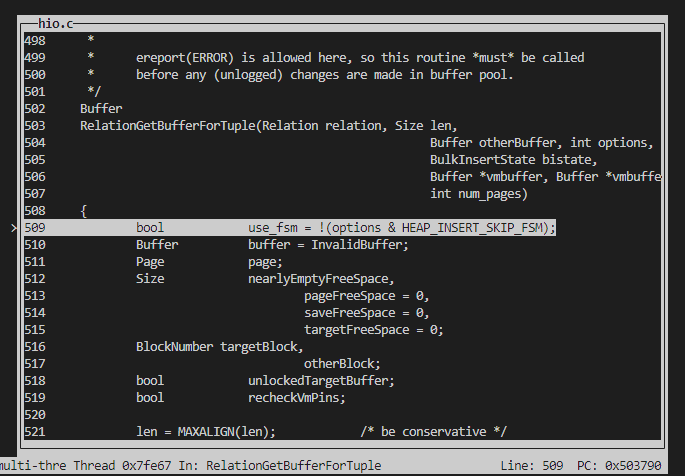 hio.c
498 *
499 * ereport(ERROR) is allowed here, so this routine *must* be called
500 * before any (unlogged) changes are made in buffer pool.
501 */
502 Buffer
503 RelationGetBufferForTuple(Relation relation, Size len,
504 Buffer otherBuffer, int options,
505 BulkInsertState bistate,
506 Buffer *vmbuffer, Buffer *vmbuffe
507 int num_pages)
508 {
> 509 bool use_fsm = !(options & HEAP_INSERT_SKIP_FSM);
510 Buffer buffer = InvalidBuffer;
511 Page page;
512 Size nearlyEmptyFreeSpace,
513 pageFreeSpace = 0,
514 saveFreeSpace = 0,
515 targetFreeSpace = 0;
516 BlockNumber targetBlock,
517 otherBlock;
518 bool unlockedTargetBuffer;
519 bool recheckVmPins;
520
521 len = MAXALIGN(len); /* be conservative */
multi-thre Thread 0x7fe67 In: RelationGetBufferForTuple Line: 509 PC: 0x503790